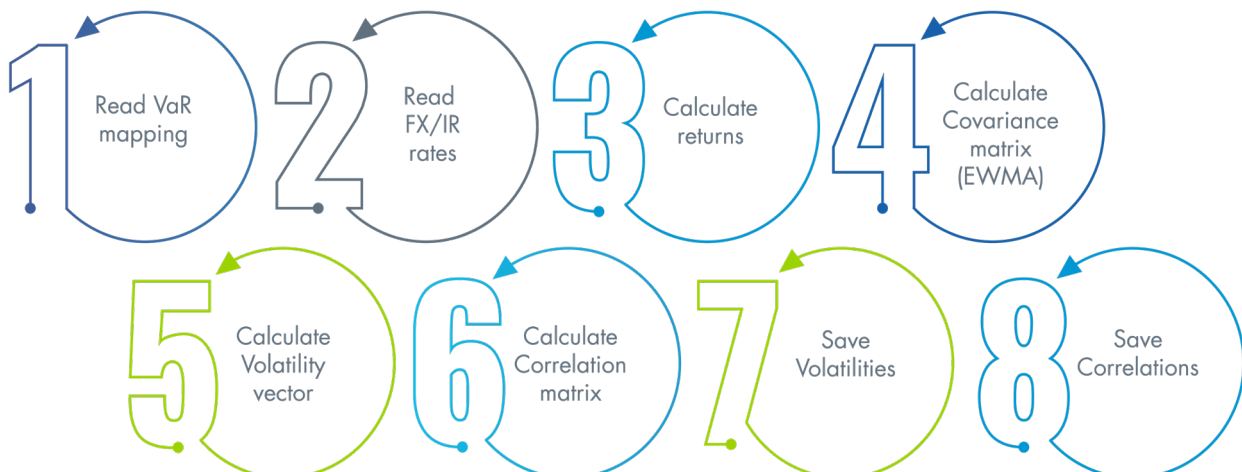 1
Read VaR
mapping
2
Read
FX/IR
rates
3
Calculate
returns
4
Calculate
Covariance
matrix
(EWMA)
5
Calculate
Volatility
vector
6
Calculate
Correlation
matrix
7
Save
Volatilities
8
Save
Correlations